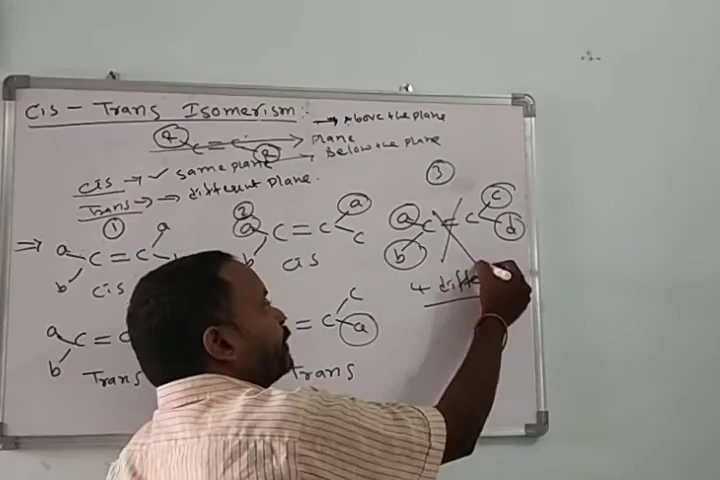 Cis - Trans Isomerism :- → Above the plane
a C = C a → Plane
→ Below the plane
Cis → ✓ same plane
Trans → → different plane.
① ② ③
⇒ a b C = C a
cis
a b C = C a c
cis
a b C = C c d
4 diffe
a b C = C
Trans
= C c a
Trans